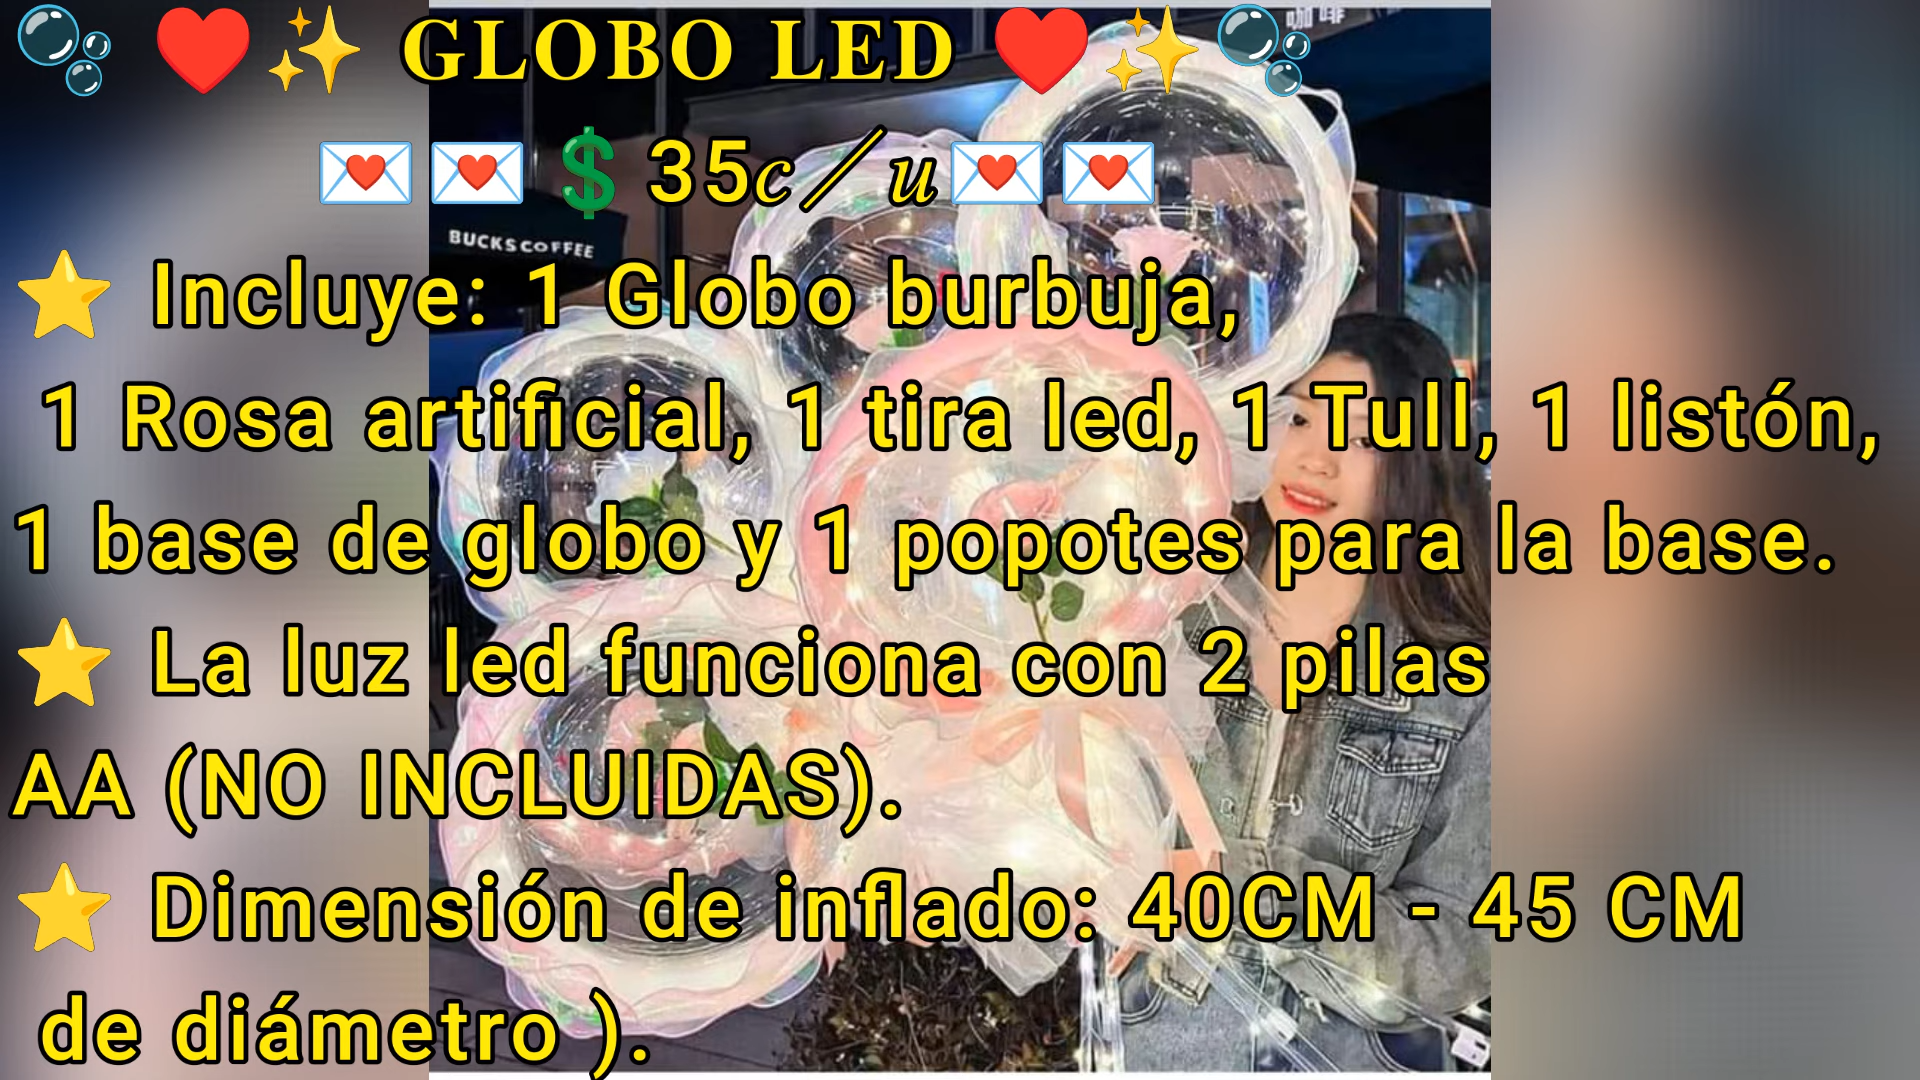 🫧 ❤️✨ GLOBO LED ❤️✨🫧
💌💌💲35𝑐／𝑢💌💌
BUCKS COFFEE
⭐ Incluye: 1 Globo burbuja,
1 Rosa artificial, 1 tira led, 1 Tull, 1 listón,
1 base de globo y 1 popotes para la base.
⭐ La luz led funciona con 2 pilas
AA (NO INCLUIDAS).
⭐ Dimensión de inflado: 40CM - 45 CM
de diámetro ).